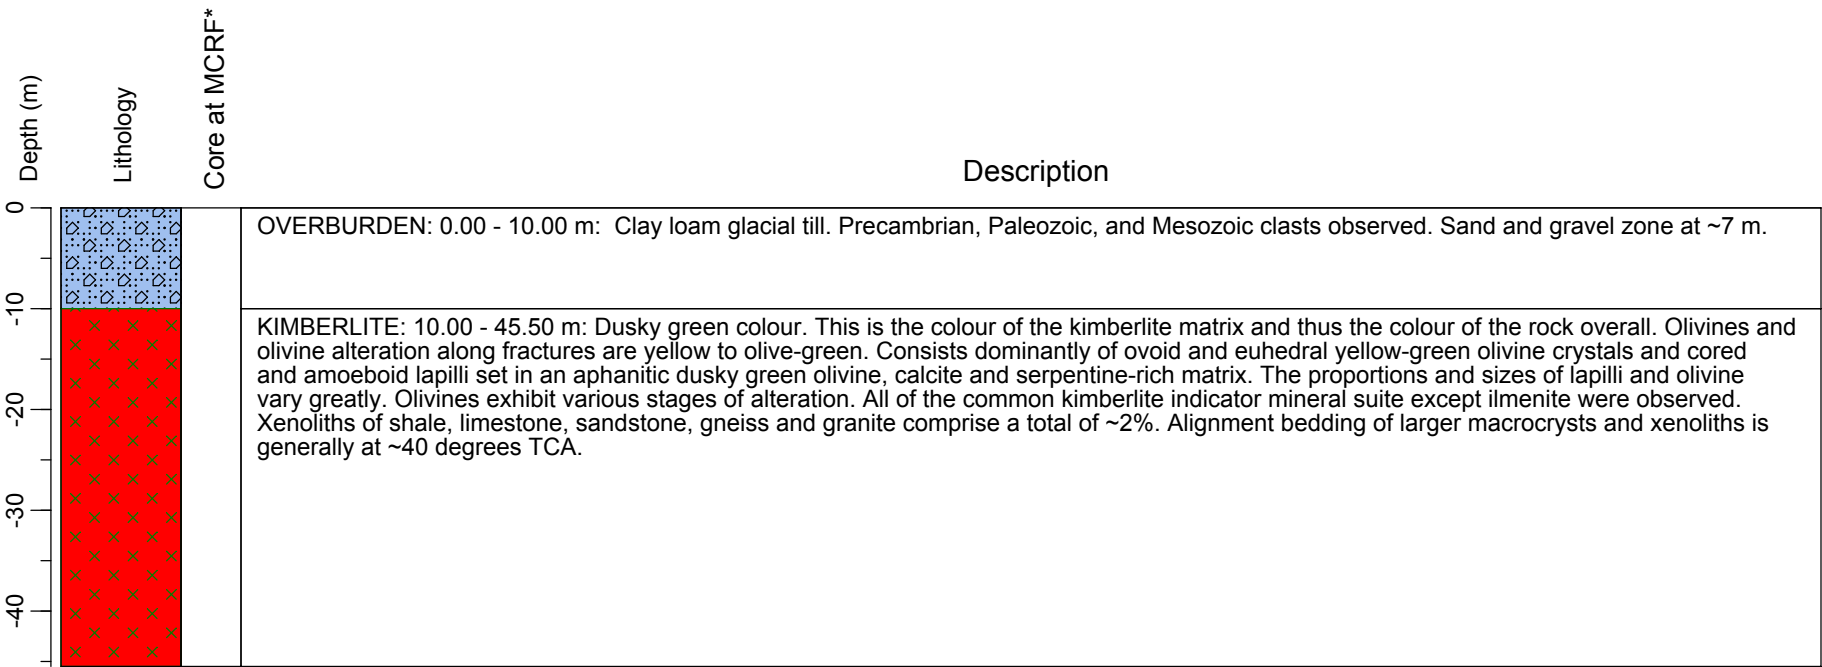 Depth (m)
Lithology
Core at MCRF*
Description
0
OVERBURDEN: 0.00 - 10.00 m:  Clay loam glacial till. Precambrian, Paleozoic, and Mesozoic clasts observed. Sand and gravel zone at ~7 m.
-10
KIMBERLITE: 10.00 - 45.50 m: Dusky green colour. This is the colour of the kimberlite matrix and thus the colour of the rock overall. Olivines and
olivine alteration along fractures are yellow to olive-green. Consists dominantly of ovoid and euhedral yellow-green olivine crystals and cored
and amoeboid lapilli set in an aphanitic dusky green olivine, calcite and serpentine-rich matrix. The proportions and sizes of lapilli and olivine
vary greatly. Olivines exhibit various stages of alteration. All of the common kimberlite indicator mineral suite except ilmenite were observed.
Xenoliths of shale, limestone, sandstone, gneiss and granite comprise a total of ~2%. Alignment bedding of larger macrocrysts and xenoliths is
generally at ~40 degrees TCA.
-20
-30
-40